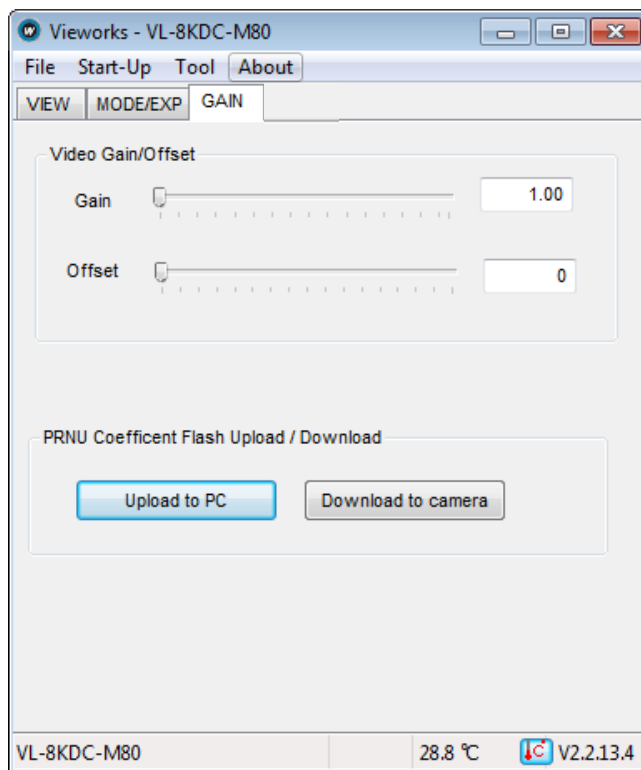 Vieworks - VL-8KDC-M80
File Start-Up Tool About
VIEW MODE/EXP GAIN
Video Gain/Offset
Gain 1.00
Offset 0
PRNU Coefficent Flash Upload / Download
Upload to PC Download to camera
VL-8KDC-M80 28.8 ℃ V2.2.13.4